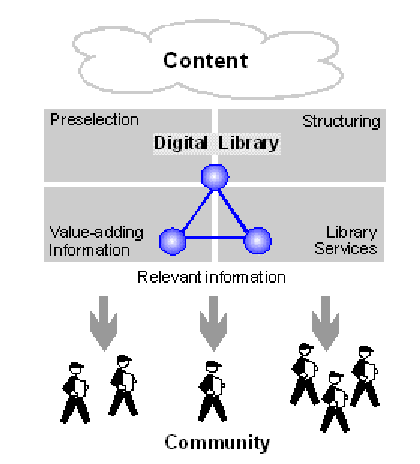 Content
Preselection
Structuring
Digital Library
Value-adding
Information
Library
Services
Relevant information
Community